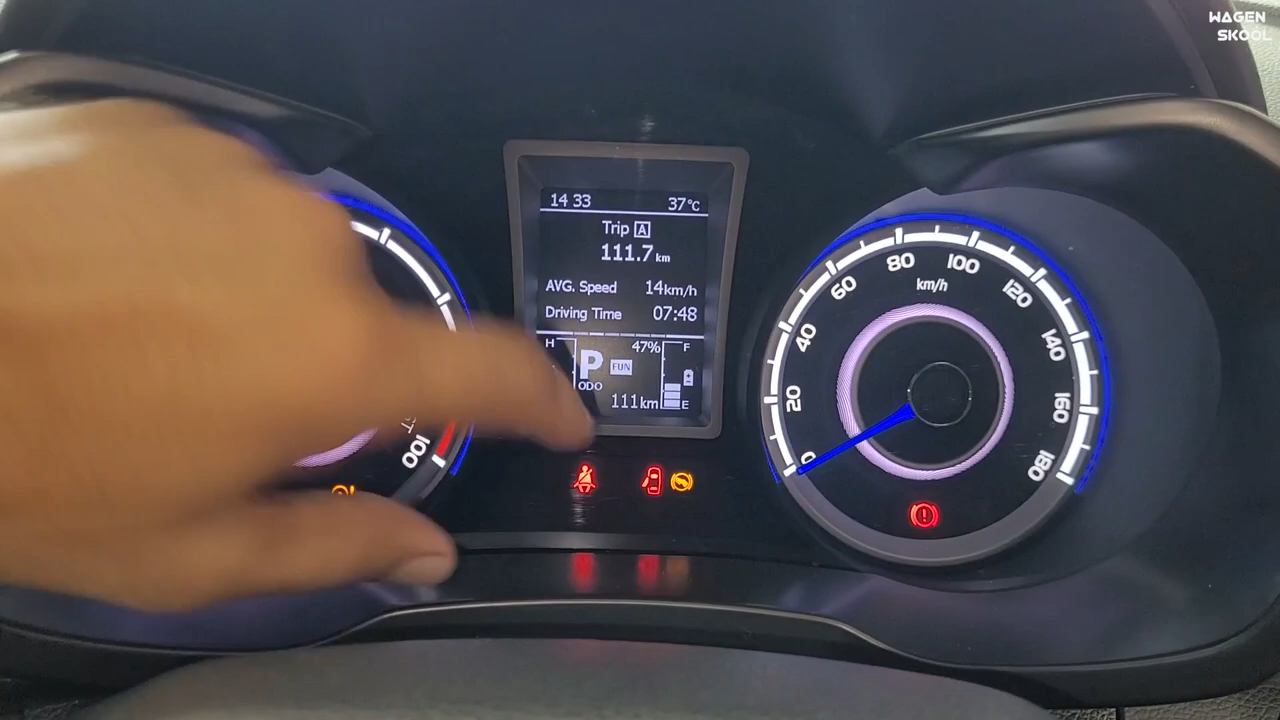 WAGEN
SKOOL
14 33
37°C
Trip A
111.7 km
AVG. Speed 14km/h
Driving Time 07:48
H
47%
F
P
FUN
ODO
111km
E
100
0
20
40
60
80
100
120
140
160
180
km/h